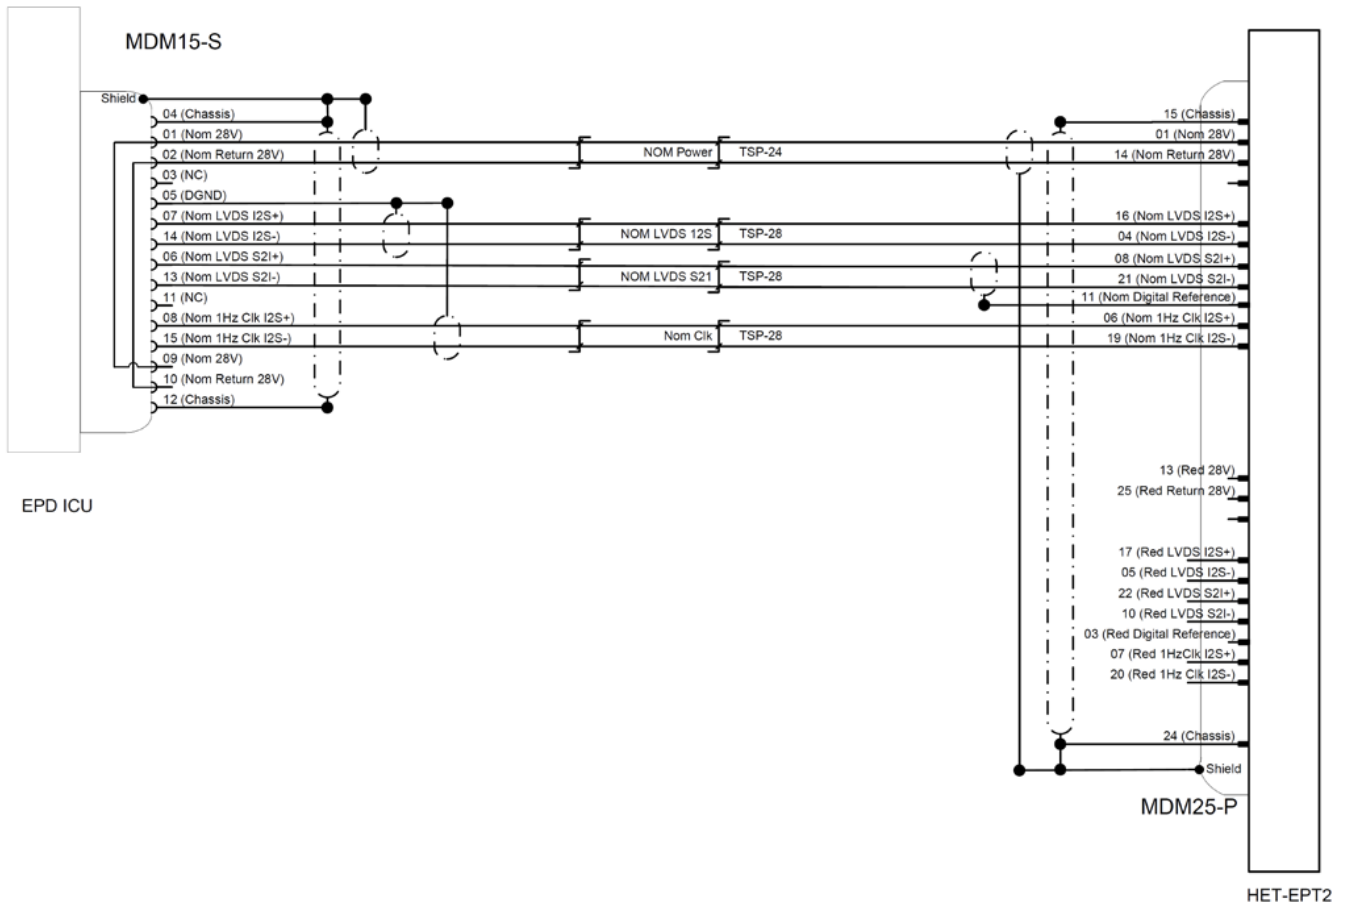 MDM15-S
Shield
04 (Chassis)
01 (Nom 28V)
02 (Nom Return 28V)
03 (NC)
05 (DGND)
07 (Nom LVDS I2S+)
14 (Nom LVDS I2S-)
06 (Nom LVDS S2I+)
13 (Nom LVDS S2I-)
11 (NC)
08 (Nom 1Hz Clk I2S+)
15 (Nom 1Hz Clk I2S-)
09 (Nom 28V)
10 (Nom Return 28V)
12 (Chassis)
EPD ICU
NOM Power TSP-24
NOM LVDS 12S TSP-28
NOM LVDS S21 TSP-28
Nom Clk TSP-28
15 (Chassis)
01 (Nom 28V)
14 (Nom Return 28V)
16 (Nom LVDS I2S+)
04 (Nom LVDS I2S-)
08 (Nom LVDS S2I+)
21 (Nom LVDS S2I-)
11 (Nom Digital Reference)
06 (Nom 1Hz Clk I2S+)
19 (Nom 1Hz Clk I2S-)
13 (Red 28V)
25 (Red Return 28V)
17 (Red LVDS I2S+)
05 (Red LVDS I2S-)
22 (Red LVDS S2I+)
10 (Red LVDS S2I-)
03 (Red Digital Reference)
07 (Red 1HzClk I2S+)
20 (Red 1Hz Clk I2S-)
24 (Chassis)
Shield
MDM25-P
HET-EPT2